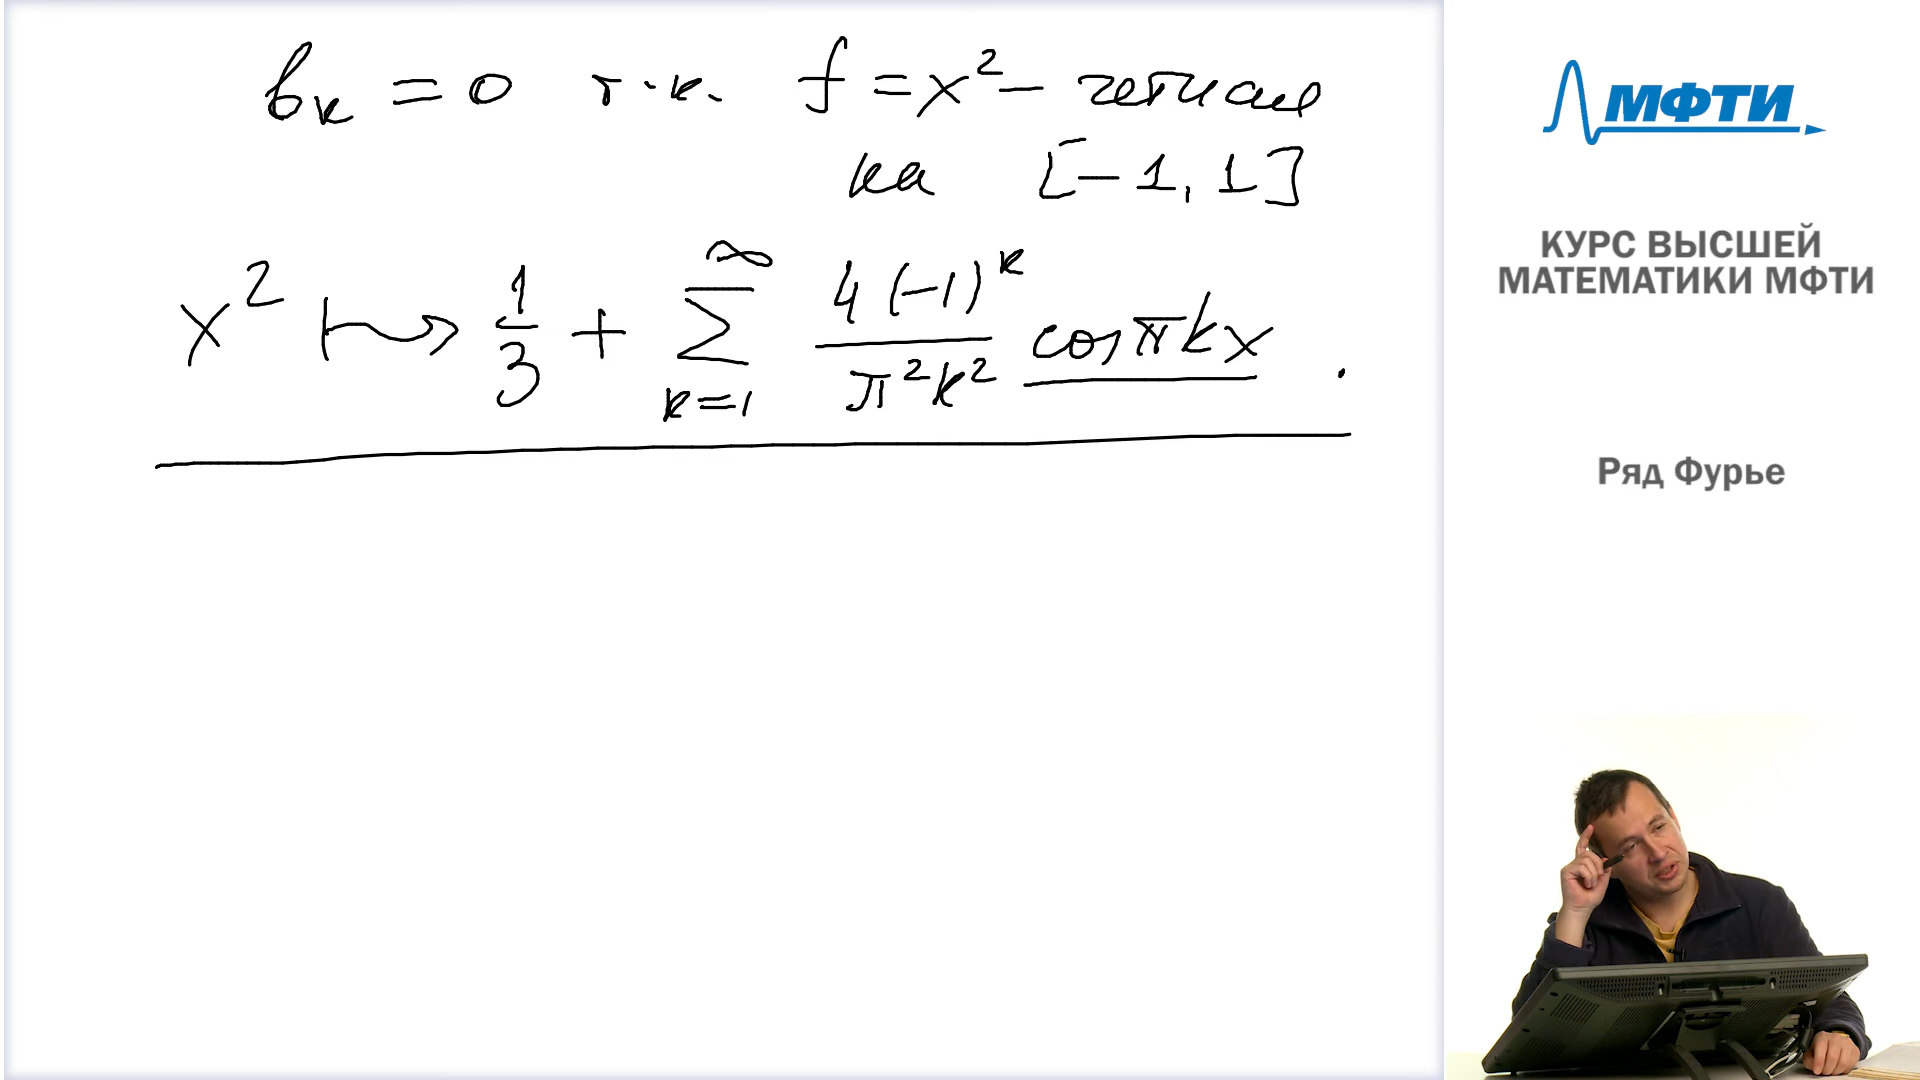 b_k = 0 т.к. f = x² – четная
на [-1, 1]
x² ⟼ 1/3 + ∑_{k=1}^{∞} 4(-1)^k / π²k² cos πkx .
МФТИ
КУРС ВЫСШЕЙ
МАТЕМАТИКИ МФТИ
Ряд Фурье